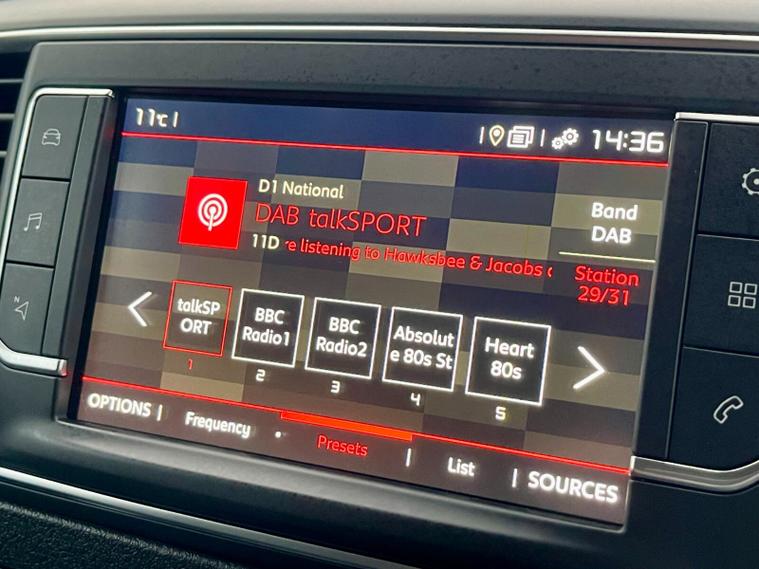 11°C
14:36
D1 National
DAB talkSPORT
11D
're listening to Hawksbee & Jacobs
Band
DAB
Station
29/31
talkSP
ORT
1
BBC
Radio1
2
BBC
Radio2
3
Absolut
e 80s St
4
Heart
80s
5
OPTIONS
Frequency
Presets
List
SOURCES